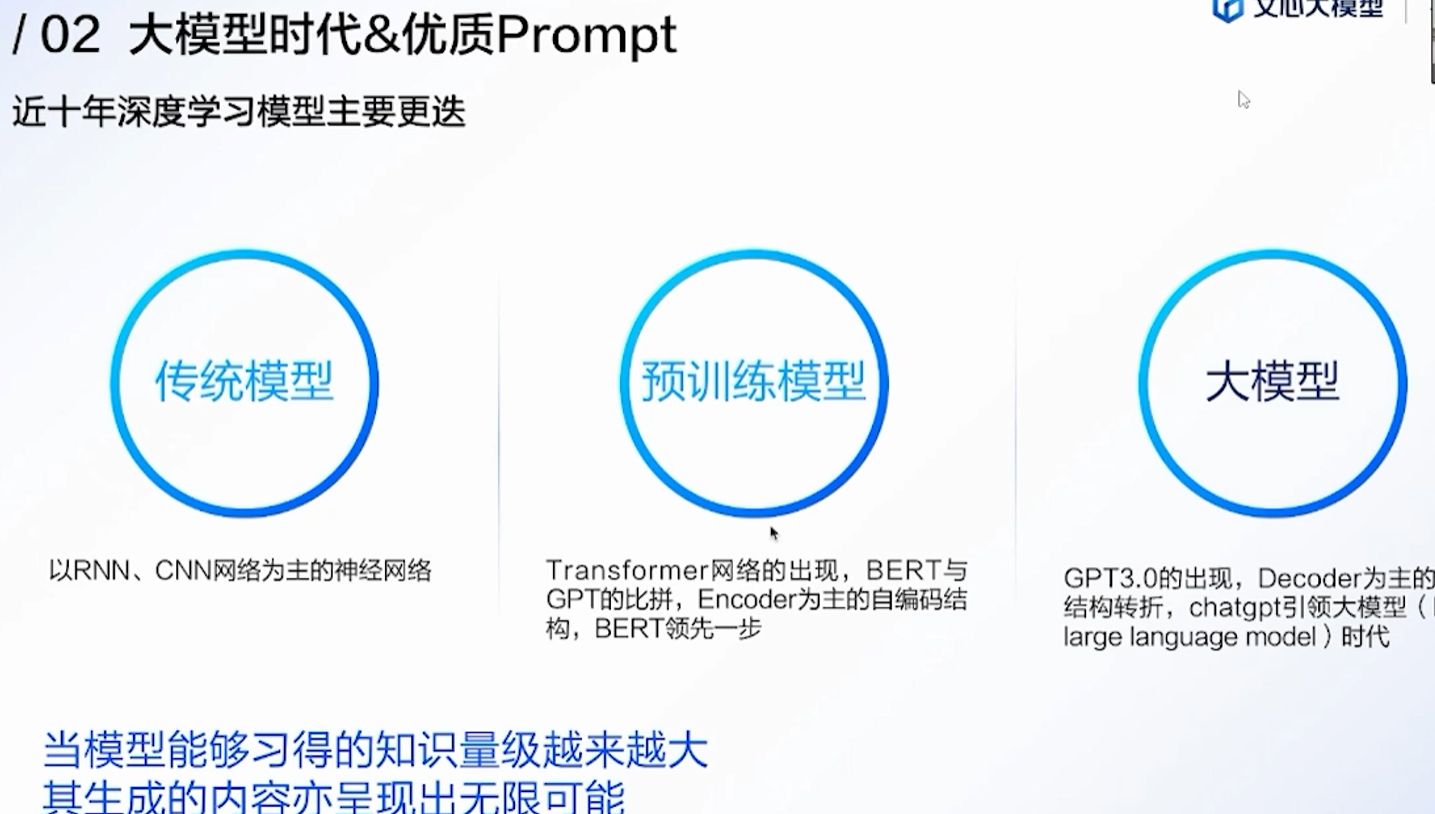 / 02 大模型时代&优质Prompt
文心大模型
近十年深度学习模型主要更迭
传统模型
预训练模型
大模型
以RNN、CNN网络为主的神经网络
Transformer网络的出现，BERT与
GPT的比拼，Encoder为主的自编码结
构，BERT领先一步
GPT3.0的出现，Decoder为主的
结构转折，chatgpt引领大模型（
large language model）时代
当模型能够习得的知识量级越来越大
其生成的内容亦呈现出无限可能